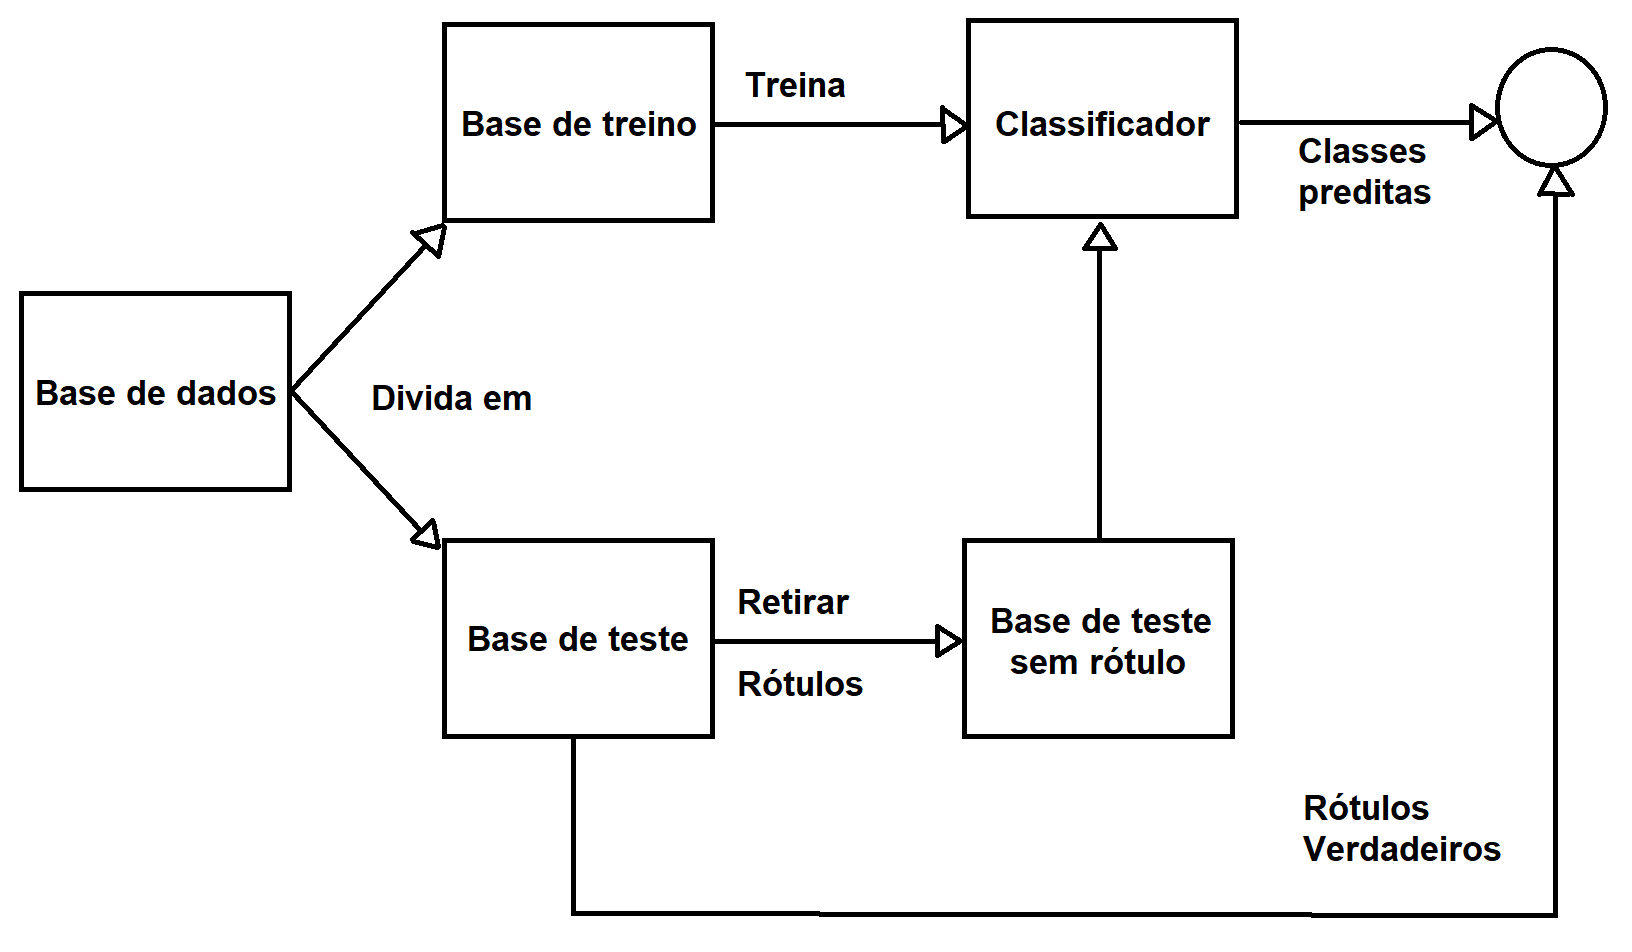 Base de treino
Treina
Classificador
Classes
preditas
Base de dados
Divida em
Base de teste
Retirar
Rótulos
Base de teste
sem rótulo
Rótulos
Verdadeiros